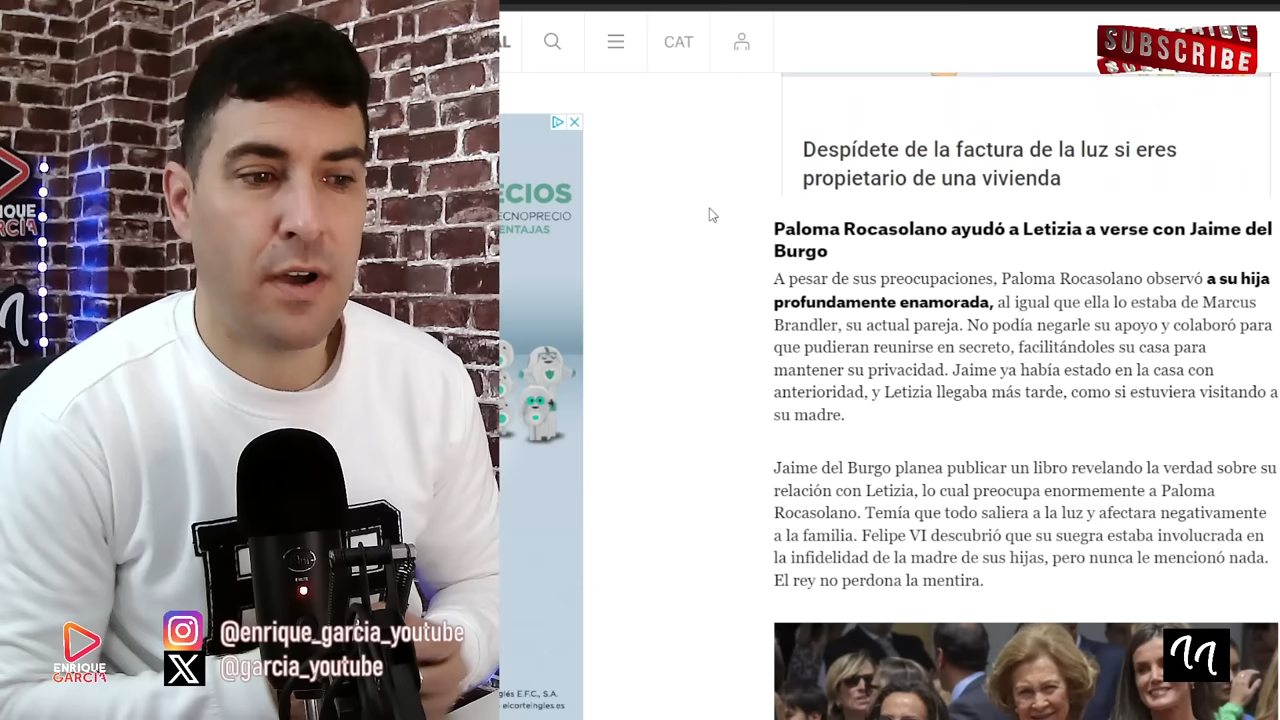 CAT
SUBSCRIBE
ECIOS
ECNOPRECIO
ENTAJAS
Despídete de la factura de la luz si eres
propietario de una vivienda
Paloma Rocasolano ayudó a Letizia a verse con Jaime del
Burgo
A pesar de sus preocupaciones, Paloma Rocasolano observó a su hija
profundamente enamorada, al igual que ella lo estaba de Marcus
Brandler, su actual pareja. No podía negarle su apoyo y colaboró para
que pudieran reunirse en secreto, facilitándoles su casa para
mantener su privacidad. Jaime ya había estado en la casa con
anterioridad, y Letizia llegaba más tarde, como si estuviera visitando a
su madre.
Jaime del Burgo planea publicar un libro revelando la verdad sobre su
relación con Letizia, lo cual preocupa enormemente a Paloma
Rocasolano. Temía que todo saliera a la luz y afectara negativamente
a la familia. Felipe VI descubrió que su suegra estaba involucrada en
la infidelidad de la madre de sus hijas, pero nunca le mencionó nada.
El rey no perdona la mentira.
glés E.F.C., S.A.
elcorteingles.es
@enrique_garcia_youtube
@garcia_youtube
ENRIQUE
GARCIA